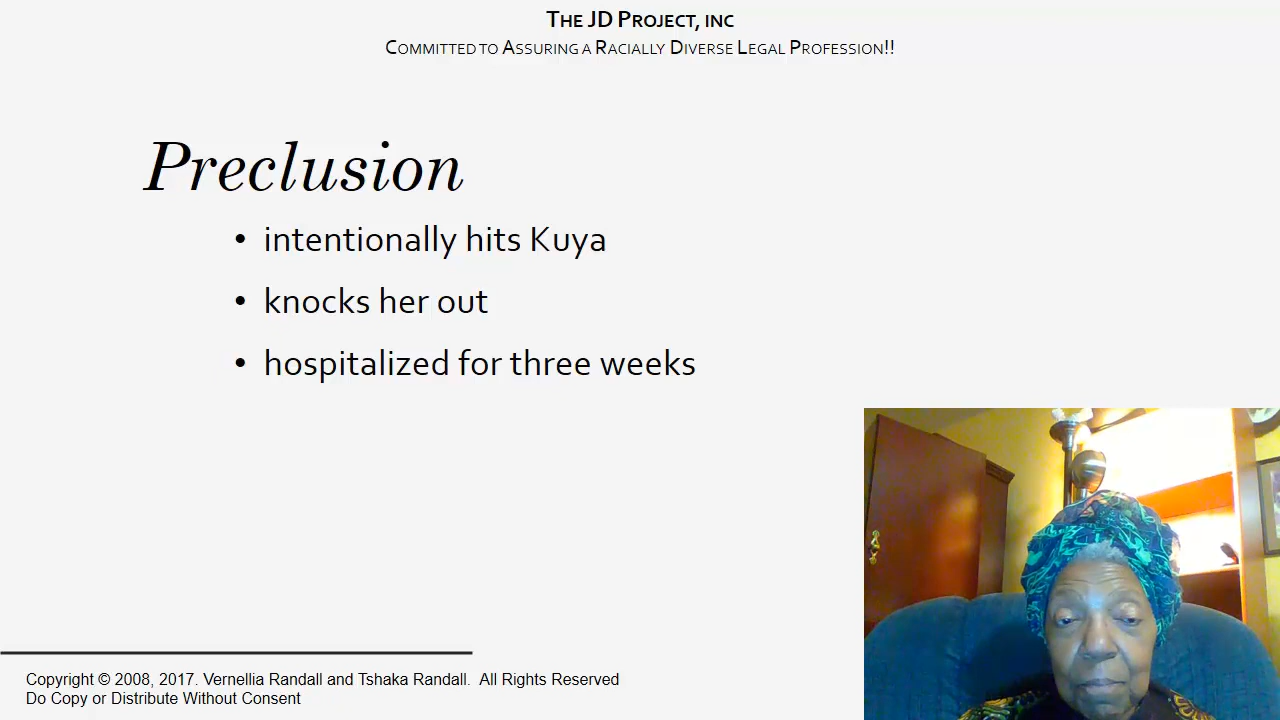 THE JD PROJECT, INC
COMMITTED TO ASSURING A RACIALLY DIVERSE LEGAL PROFESSION!!
Preclusion
• intentionally hits Kuya
• knocks her out
• hospitalized for three weeks
Copyright © 2008, 2017. Vernellia Randall and Tshaka Randall. All Rights Reserved
Do Copy or Distribute Without Consent